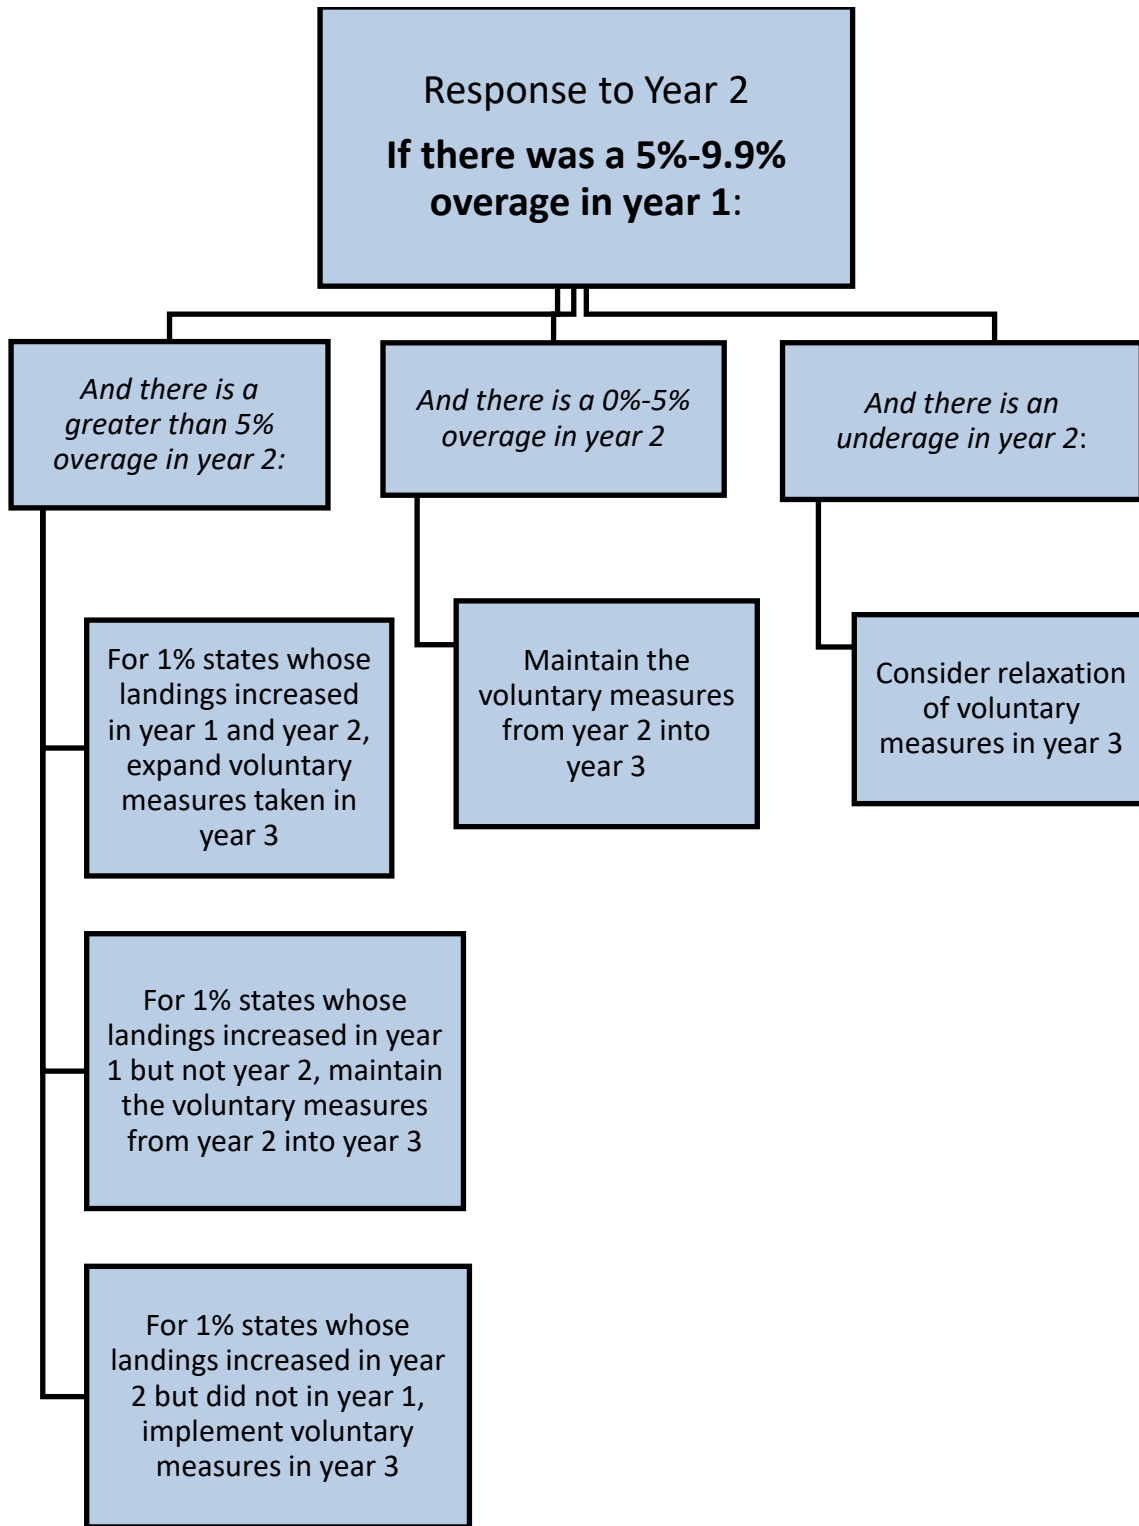 Response to Year 2
If there was a 5%-9.9%
overage in year 1:
And there is a
greater than 5%
overage in year 2:
And there is a 0%-5%
overage in year 2
And there is an
underage in year 2:
For 1% states whose
landings increased
in year 1 and year 2,
expand voluntary
measures taken in
year 3
Maintain the
voluntary measures
from year 2 into
year 3
Consider relaxation
of voluntary
measures in year 3
For 1% states whose
landings increased in year
1 but not year 2, maintain
the voluntary measures
from year 2 into year 3
For 1% states whose
landings increased in year
2 but did not in year 1,
implement voluntary
measures in year 3